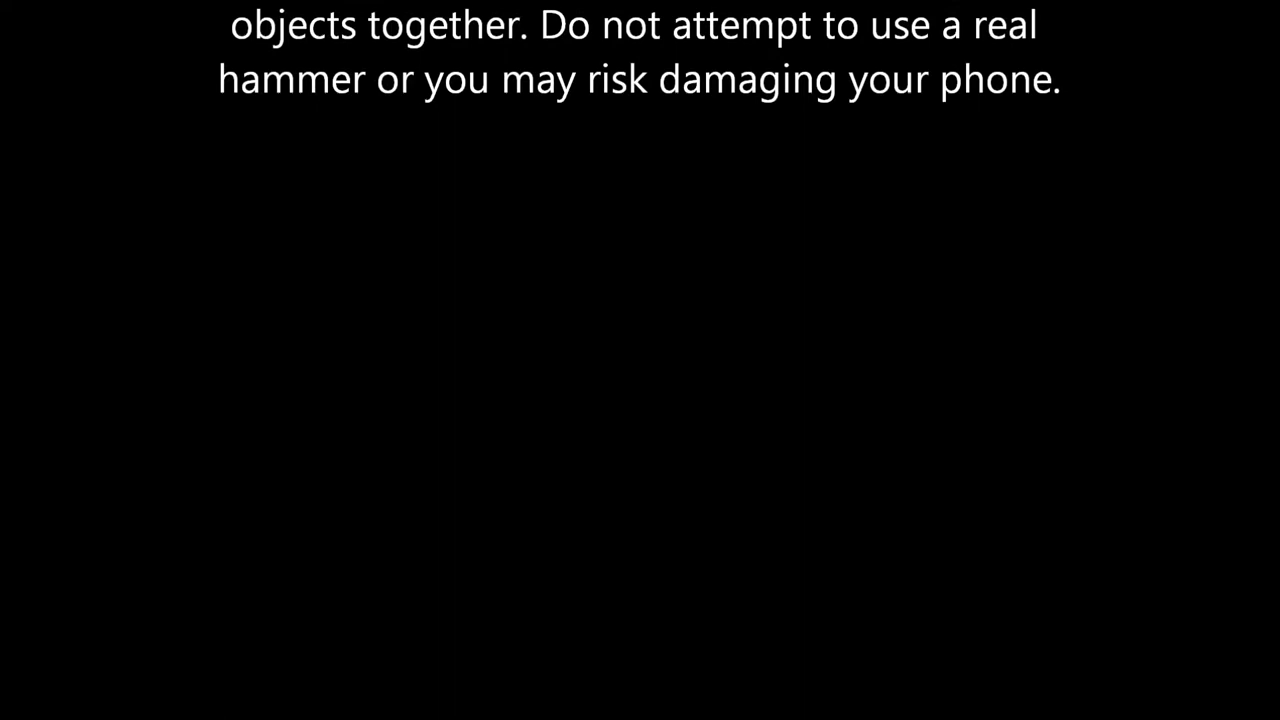 objects together. Do not attempt to use a real
hammer or you may risk damaging your phone.